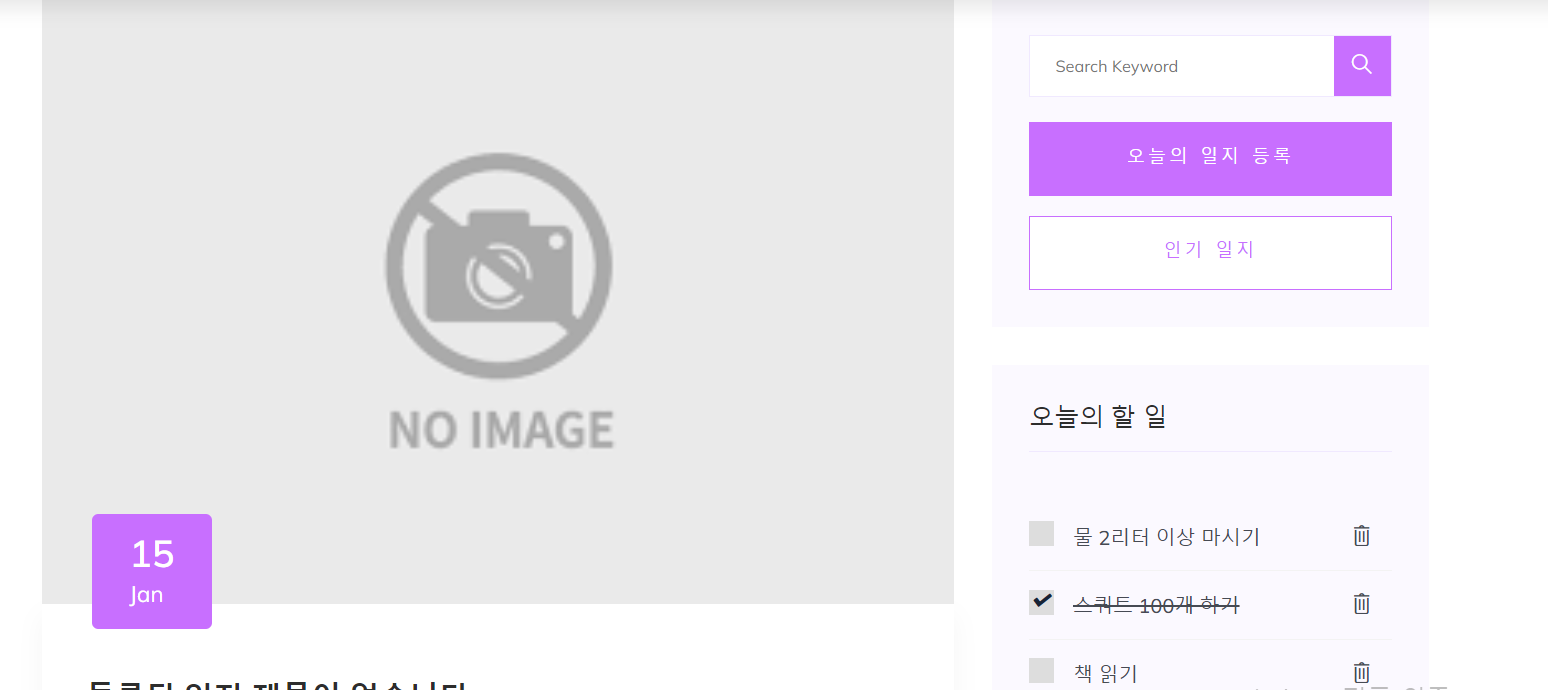 NO IMAGE
15
Jan
Search Keyword
오늘의 일지 등록
인기 일지
오늘의 할 일
물 2리터 이상 마시기
스쿼트 100개 하기
책 읽기